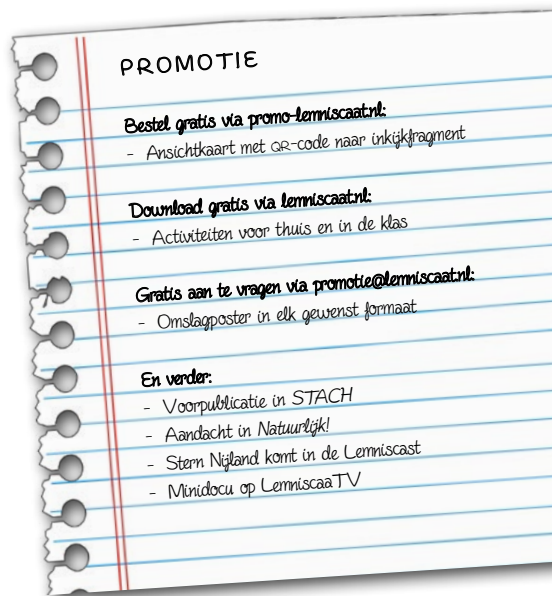 PROMOTIE
Bestel gratis via promo-lemniscaat.nl:
- Ansichtkaart met QR-code naar inkijkfragment
Download gratis via lemniscaat.nl:
- Activiteiten voor thuis en in de klas
Gratis aan te vragen via promotie@lemniscaat.nl:
- Omslagposter in elk gewenst formaat
En verder:
- Voorpublicatie in STACH
- Aandacht in Natuurlijk!
- Stern Nijland komt in de Lemniscast
- Minidocu op LemniscaaTV